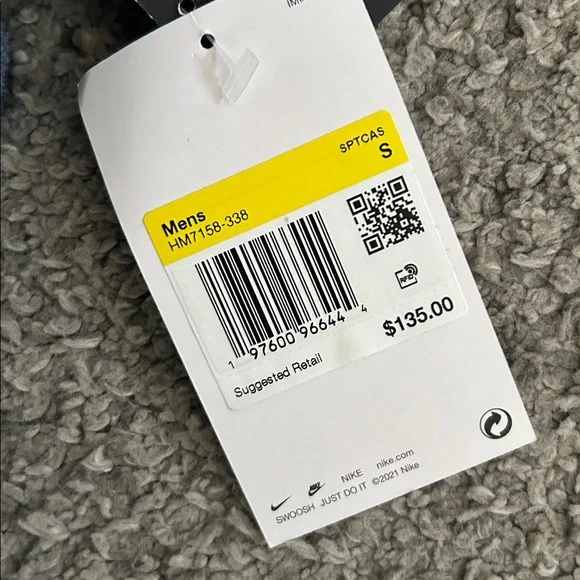 SPTCAS
Mens S
HM7158-338
RFID
1 97600 96644 4
$135.00
Suggested Retail
NIKE nike.com
SWOOSH JUST DO IT ©2021 Nike